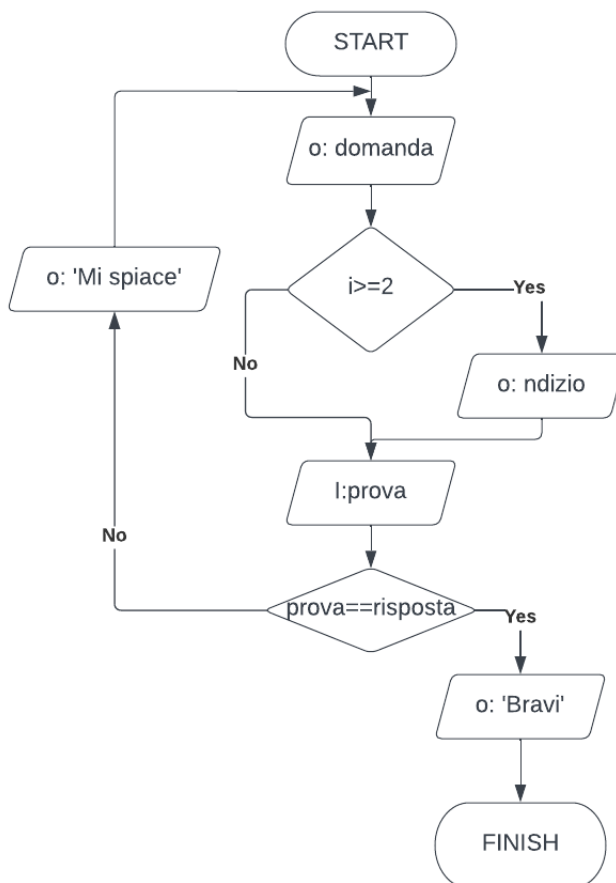 START
o: domanda
o: 'Mi spiace'
i>=2
Yes
No
o: ndizio
I:prova
No
prova==risposta
Yes
o: 'Bravi'
FINISH